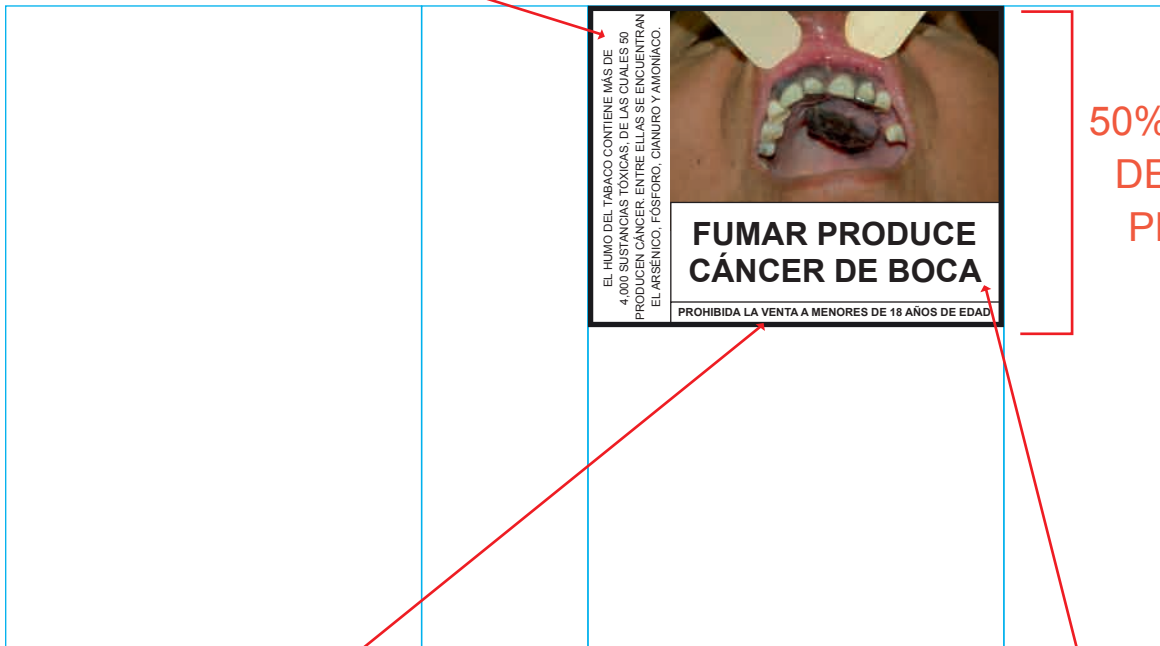 EL HUMO DEL TABACO CONTIENE MÁS DE
4,000 SUSTANCIAS TÓXICAS, DE LAS CUALES 50
PRODUCEN CÁNCER. ENTRE ELLAS SE ENCUENTRAN
EL ARSÉNICO, FÓSFORO, CIANURO Y AMONÍACO.
FUMAR PRODUCE
CÁNCER DE BOCA
PROHIBIDA LA VENTA A MENORES DE 18 AÑOS DE EDAD
50%